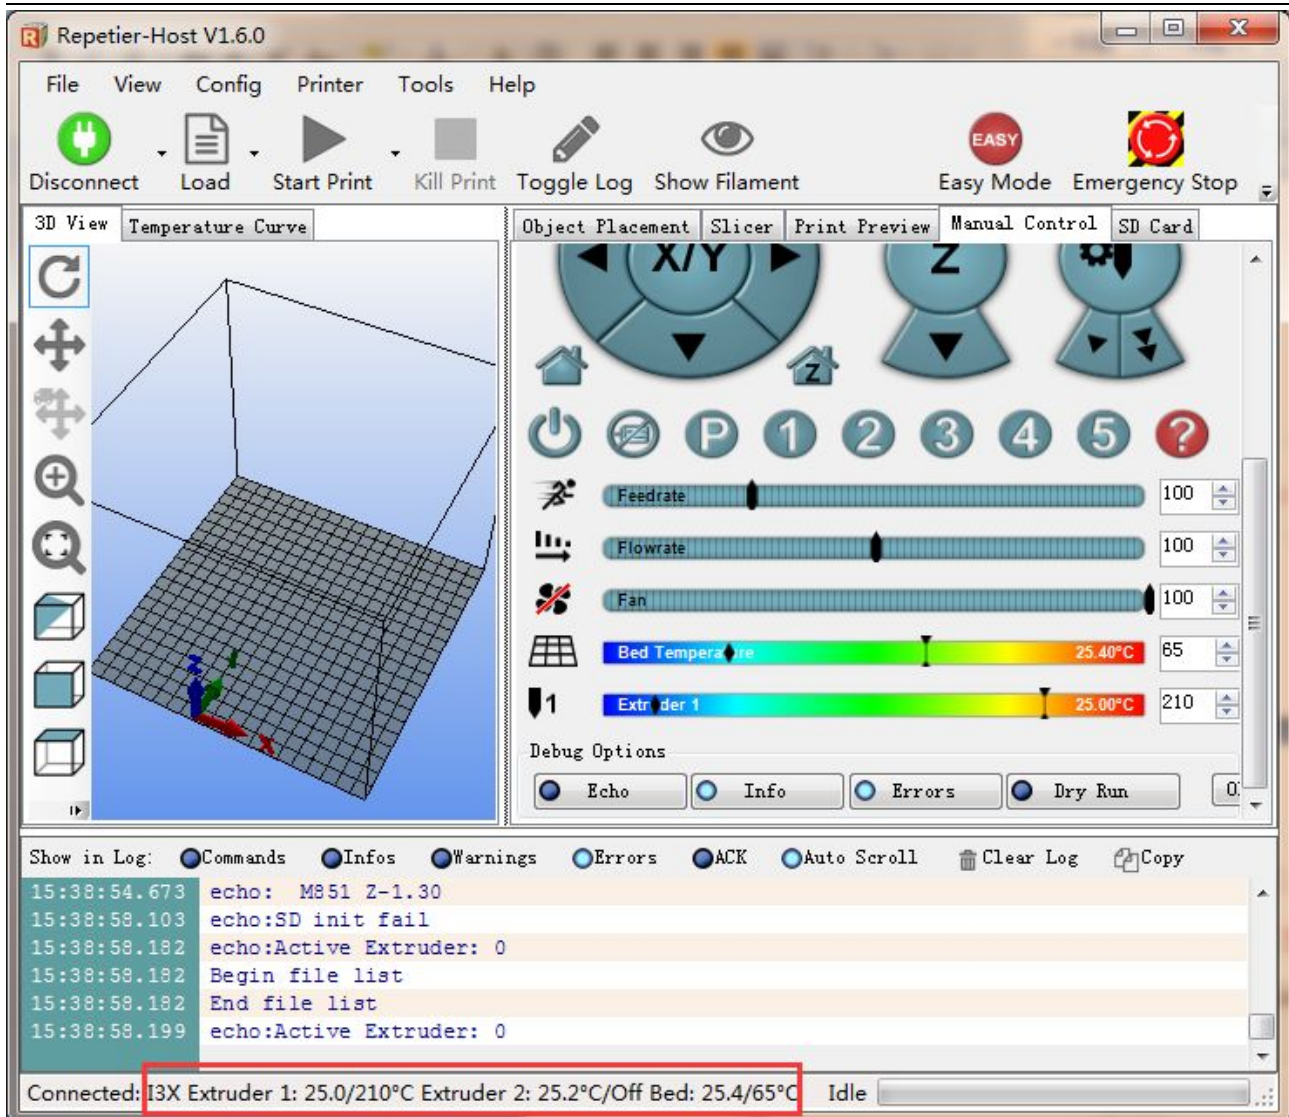 Repetier-Host V1.6.0
File View Config Printer Tools Help
EASY
Disconnect Load Start Print Kill Print Toggle Log Show Filament Easy Mode Emergency Stop
3D View Temperature Curve
Object Placement Slicer Print Preview Manual Control SD Card
X/Y Z
Z
P 1 2 3 4 5 ?
Feedrate 100
Flowrate 100
Fan 100
Bed Temperature 25.40°C 65
1 Extruder 1 25.00°C 210
Z Y X
Debug Options
Echo Info Errors Dry Run
Show in Log: Commands Infos Warnings Errors ACK Auto Scroll Clear Log Copy
15:38:54.673 echo: M851 Z-1.30
15:38:58.103 echo:SD init fail
15:38:58.182 echo:Active Extruder: 0
15:38:58.182 Begin file list
15:38:58.182 End file list
15:38:58.199 echo:Active Extruder: 0
Connected: I3X Extruder 1: 25.0/210°C Extruder 2: 25.2°C/Off Bed: 25.4/65°C Idle